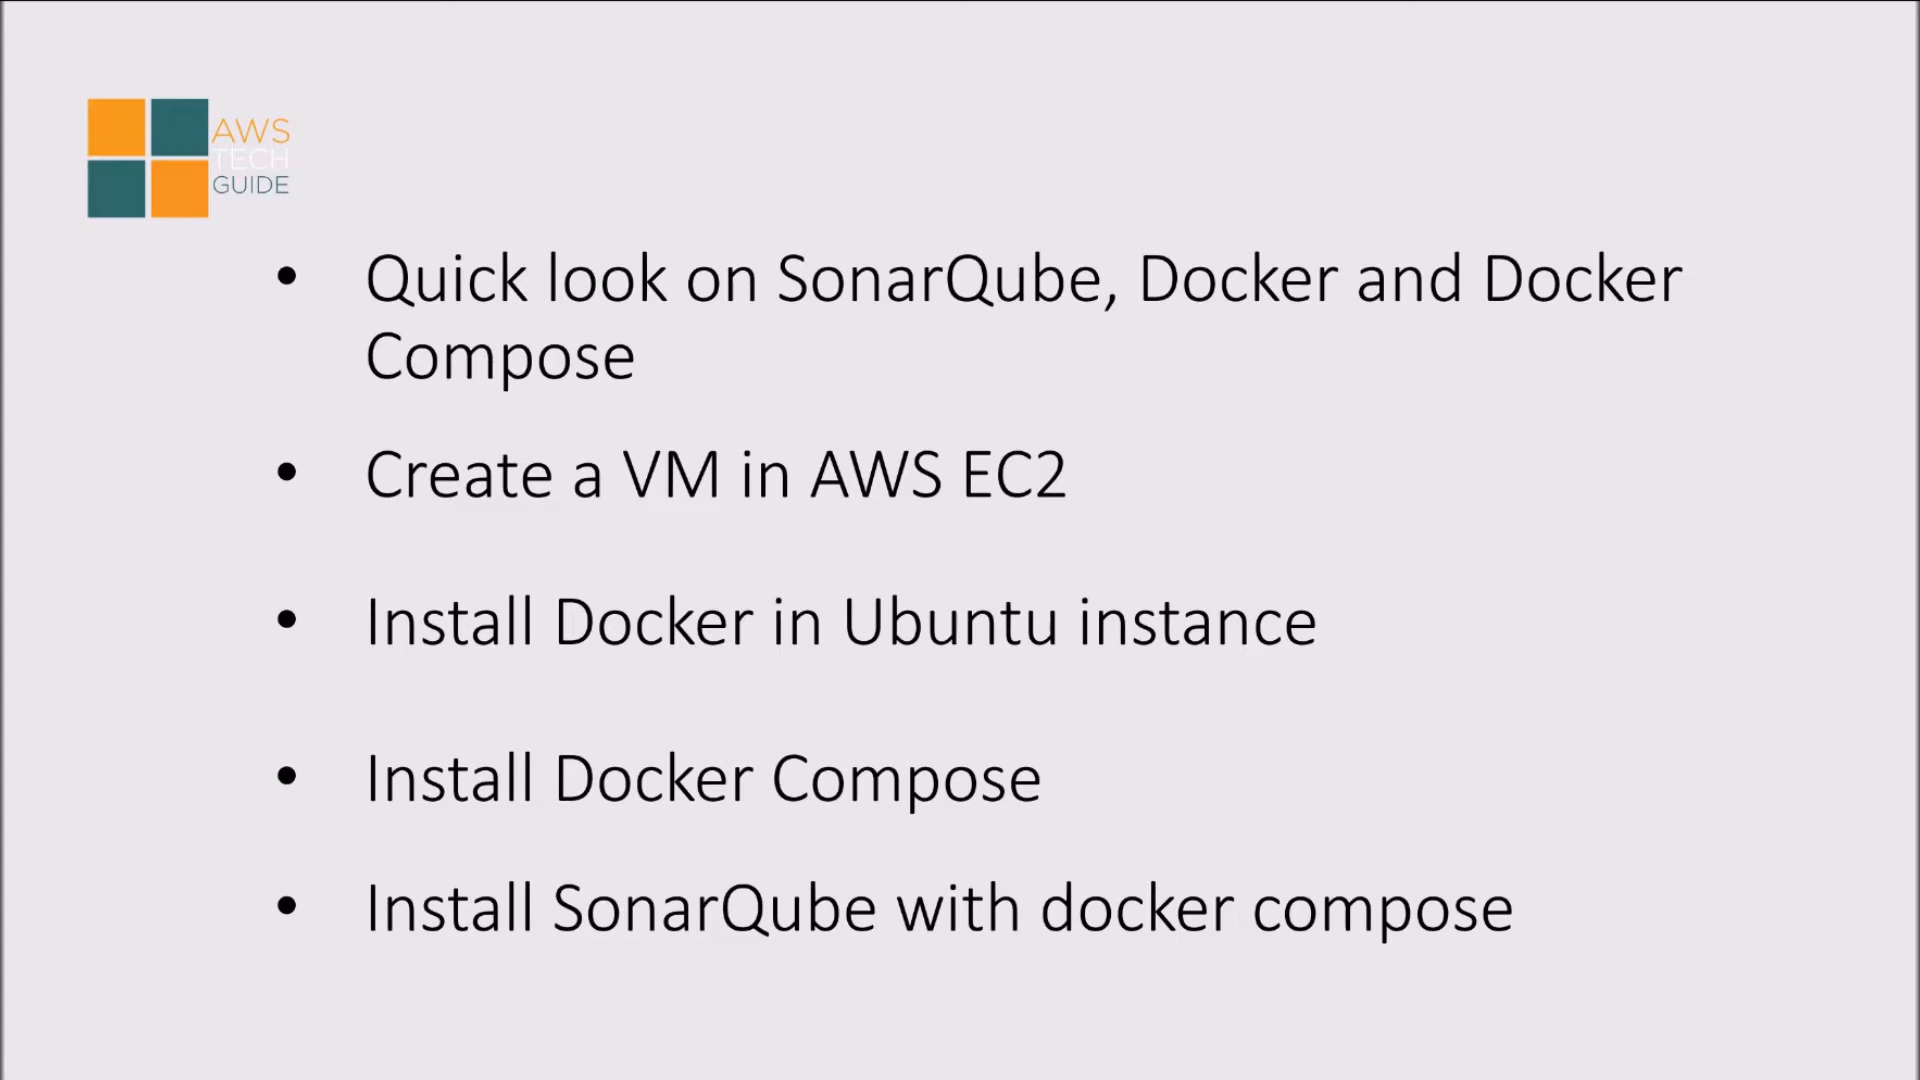 AWS
TECH
GUIDE
• Quick look on SonarQube, Docker and Docker
Compose
• Create a VM in AWS EC2
• Install Docker in Ubuntu instance
• Install Docker Compose
• Install SonarQube with docker compose